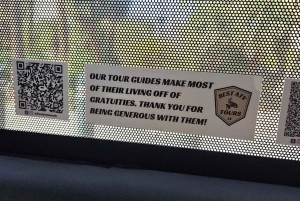 OUR TOUR GUIDES MAKE MOST
OF THEIR LIVING OFF OF
GRATUITIES. THANK YOU FOR
BEING GENEROUS WITH THEM!
BEST ATV
TOURS